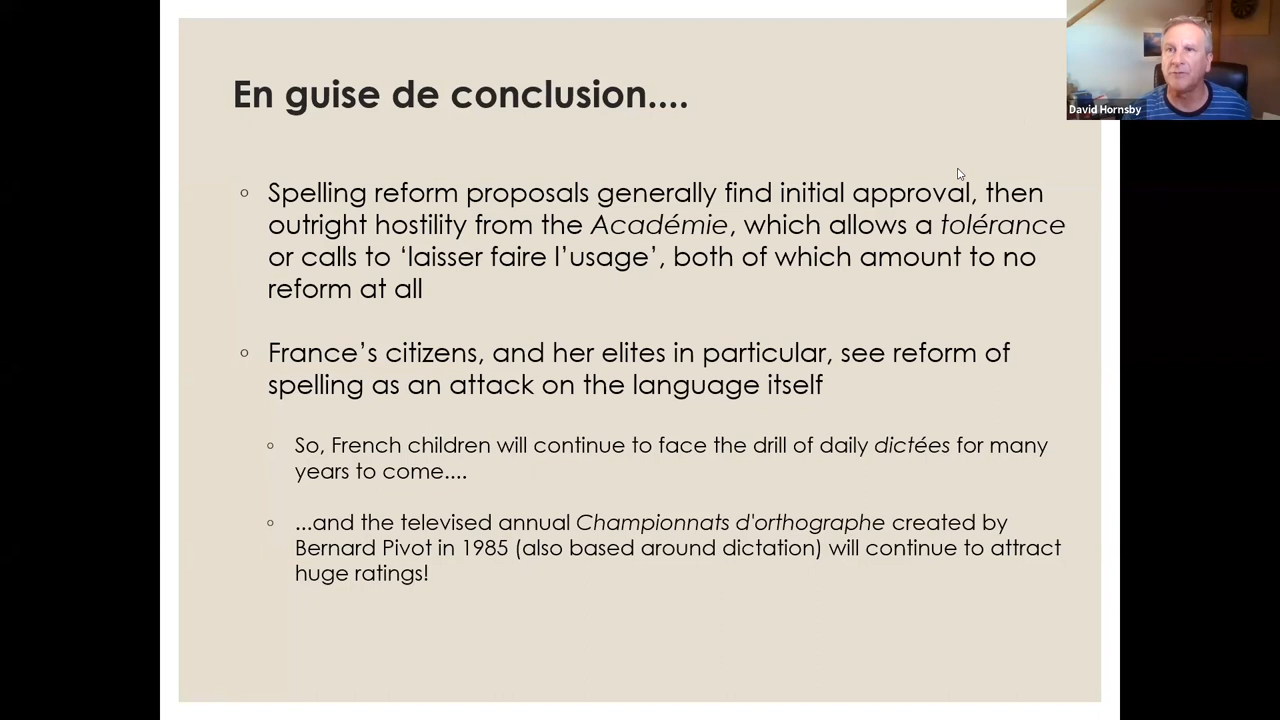 En guise de conclusion....
David Hornsby
◦ Spelling reform proposals generally find initial approval, then
outright hostility from the Académie, which allows a tolérance
or calls to ‘laisser faire l’usage’, both of which amount to no
reform at all
◦ France’s citizens, and her elites in particular, see reform of
spelling as an attack on the language itself
◦ So, French children will continue to face the drill of daily dictées for many
years to come....
◦ ...and the televised annual Championnats d'orthographe created by
Bernard Pivot in 1985 (also based around dictation) will continue to attract
huge ratings!